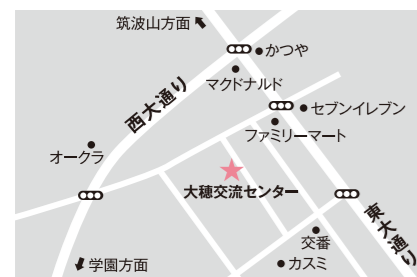 筑波山方面
かつや
マクドナルド
西大通り
セブンイレブン
ファミリーマート
オークラ
大穂交流センター
東大通り
交番
カスミ
学園方面